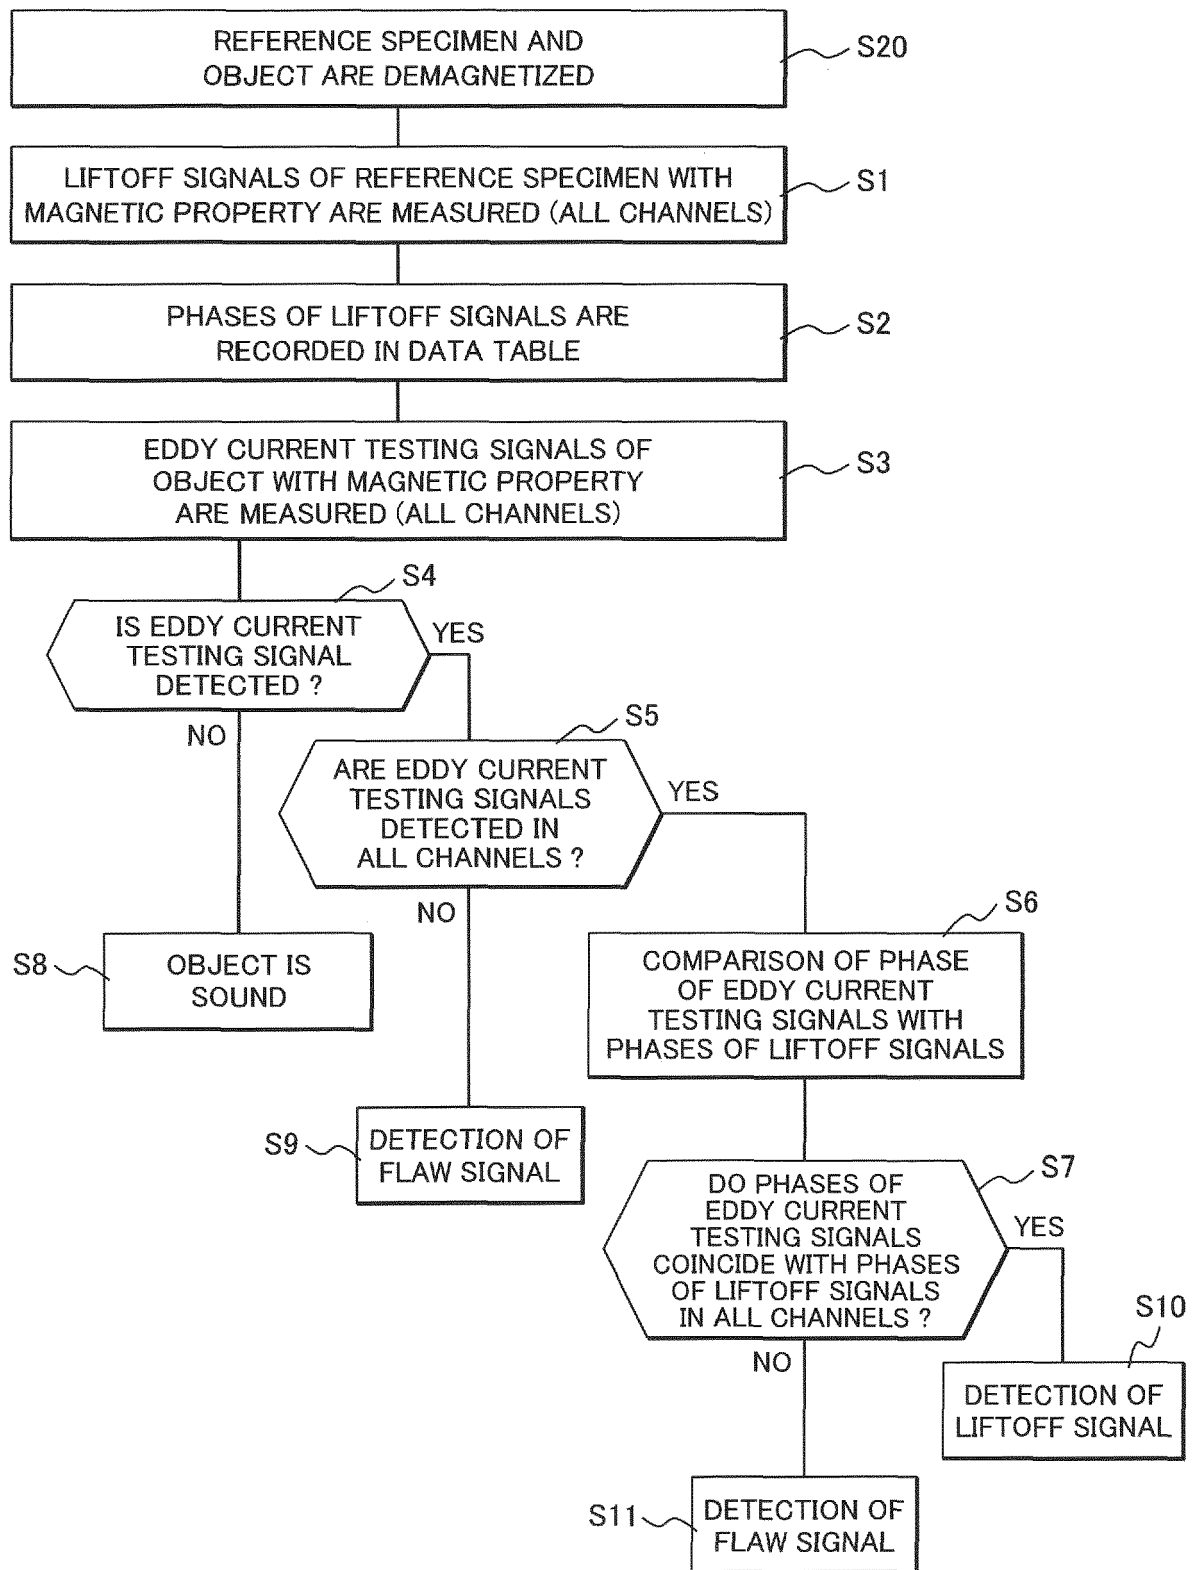 REFERENCE SPECIMEN AND
OBJECT ARE DEMAGNETIZED
S20
LIFTOFF SIGNALS OF REFERENCE SPECIMEN WITH
MAGNETIC PROPERTY ARE MEASURED (ALL CHANNELS)
S1
PHASES OF LIFTOFF SIGNALS ARE
RECORDED IN DATA TABLE
S2
EDDY CURRENT TESTING SIGNALS OF
OBJECT WITH MAGNETIC PROPERTY
ARE MEASURED (ALL CHANNELS)
S3
S4
IS EDDY CURRENT
TESTING SIGNAL
DETECTED ?
YES
NO
S5
ARE EDDY CURRENT
TESTING SIGNALS
DETECTED IN
ALL CHANNELS ?
YES
NO
S8
OBJECT IS
SOUND
S6
COMPARISON OF PHASE
OF EDDY CURRENT
TESTING SIGNALS WITH
PHASES OF LIFTOFF SIGNALS
S9
DETECTION OF
FLAW SIGNAL
S7
DO PHASES OF
EDDY CURRENT
TESTING SIGNALS
COINCIDE WITH PHASES
OF LIFTOFF SIGNALS
IN ALL CHANNELS ?
YES
NO
S10
DETECTION OF
LIFTOFF SIGNAL
S11
DETECTION OF
FLAW SIGNAL